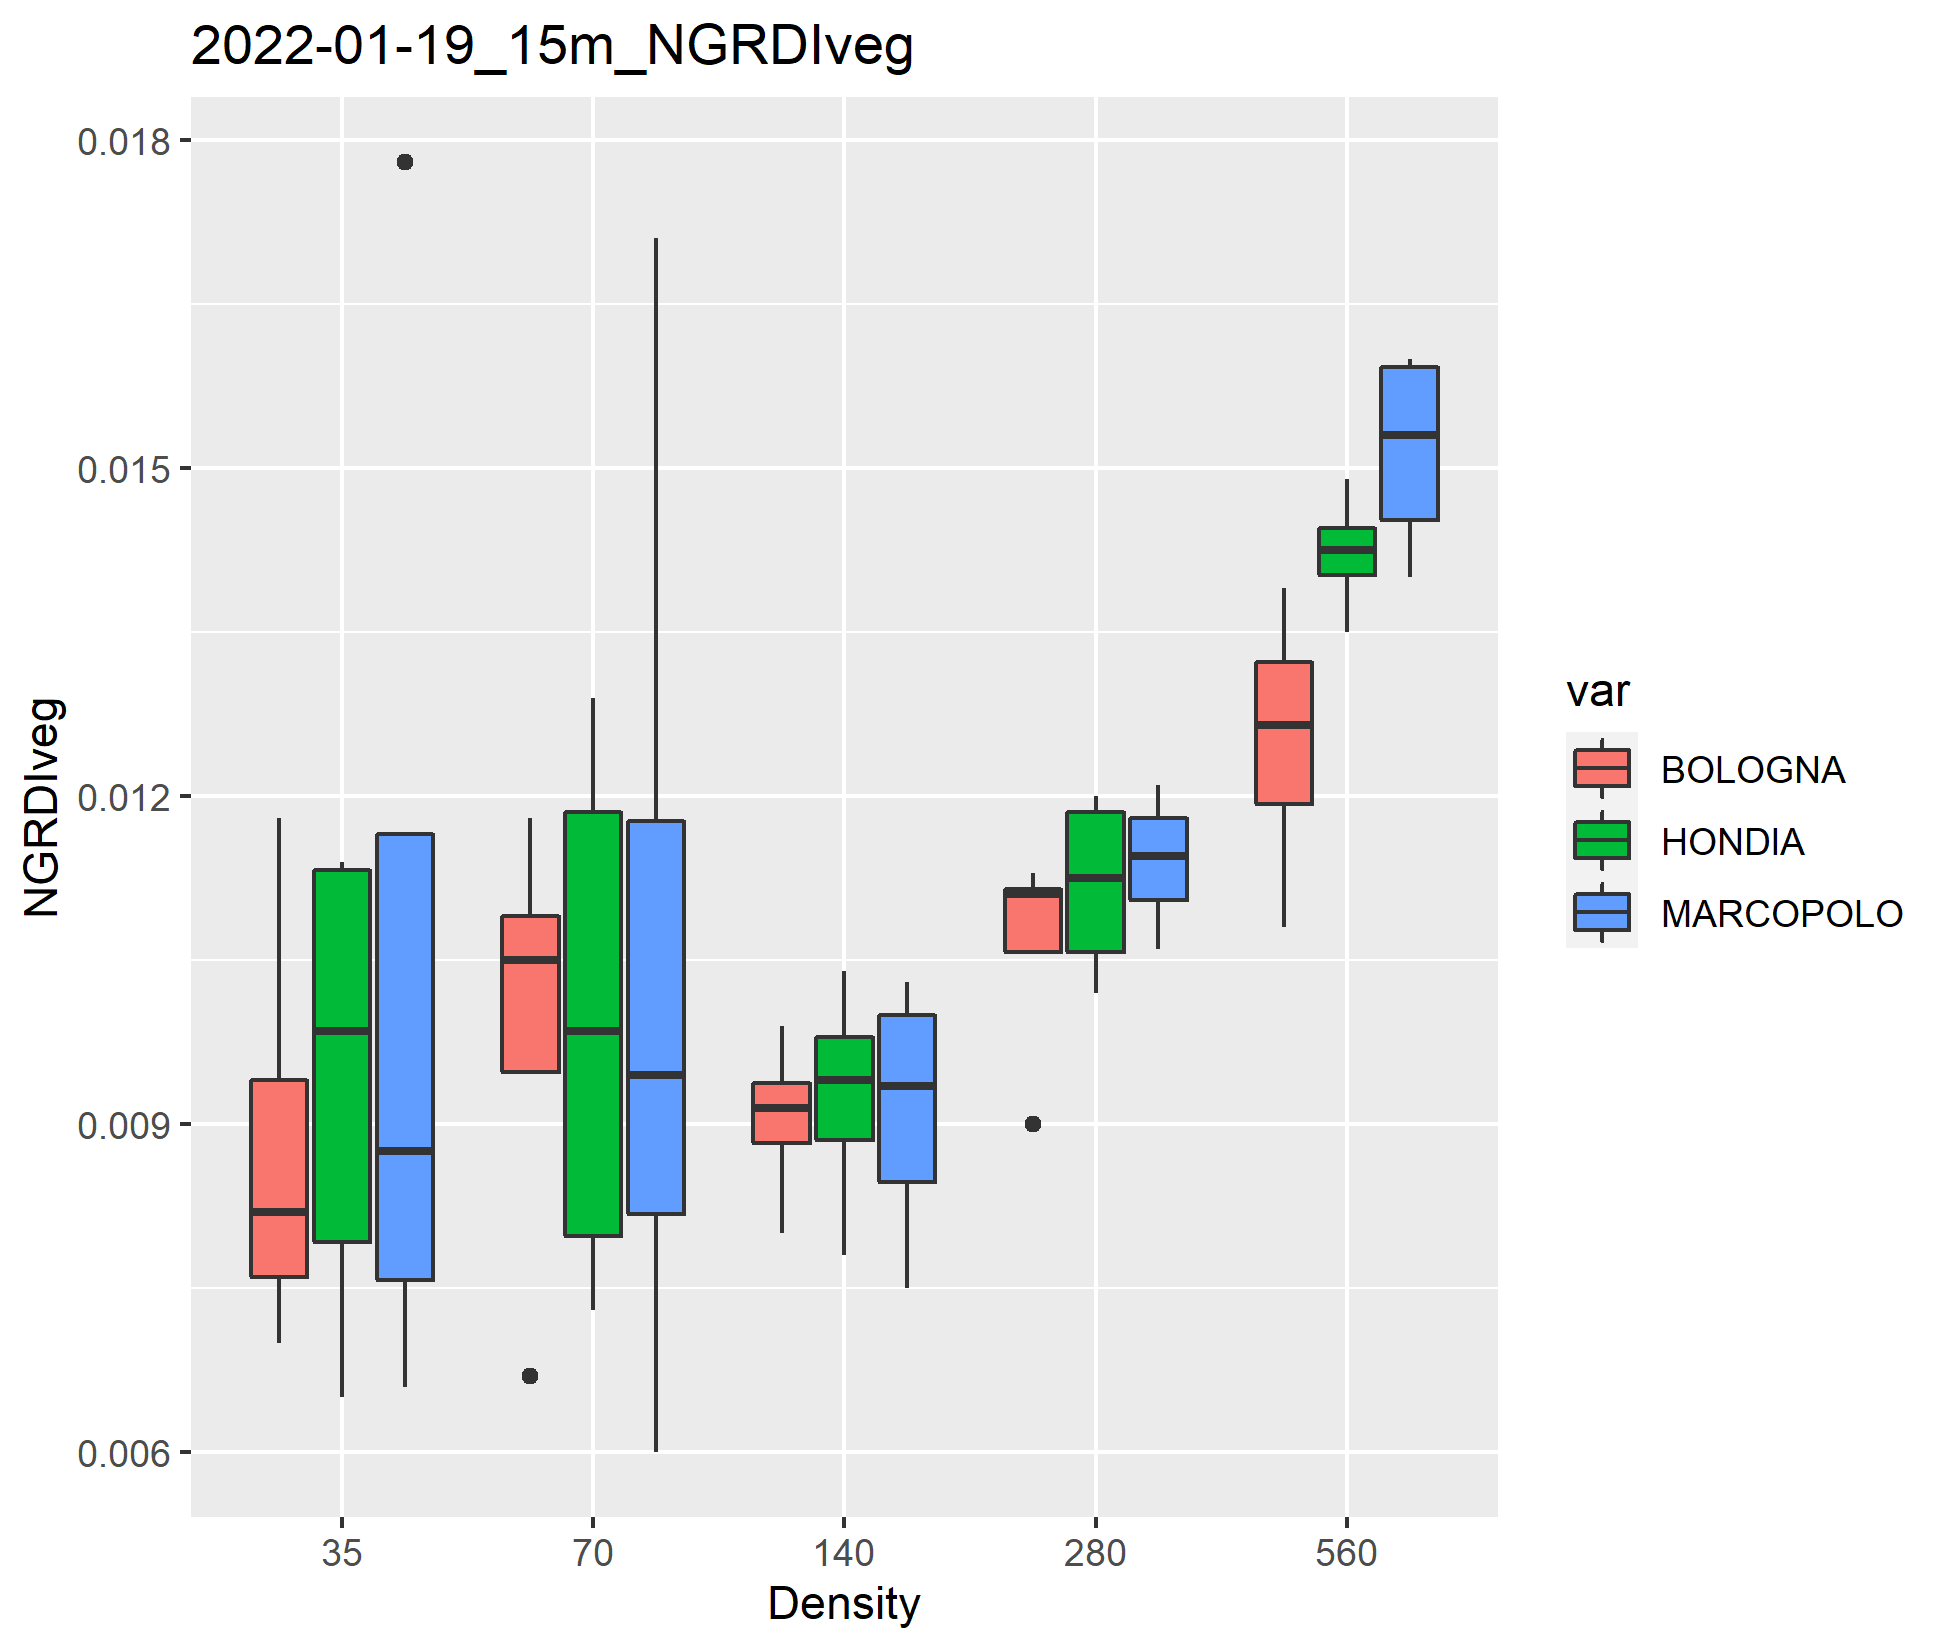 2022-01-19_15m_NGRDIveg
0.018
0.015
0.012
0.009
0.006
NGRDIveg
35 70 140 280 560
Density
var
BOLOGNA
HONDIA
MARCOPOLO